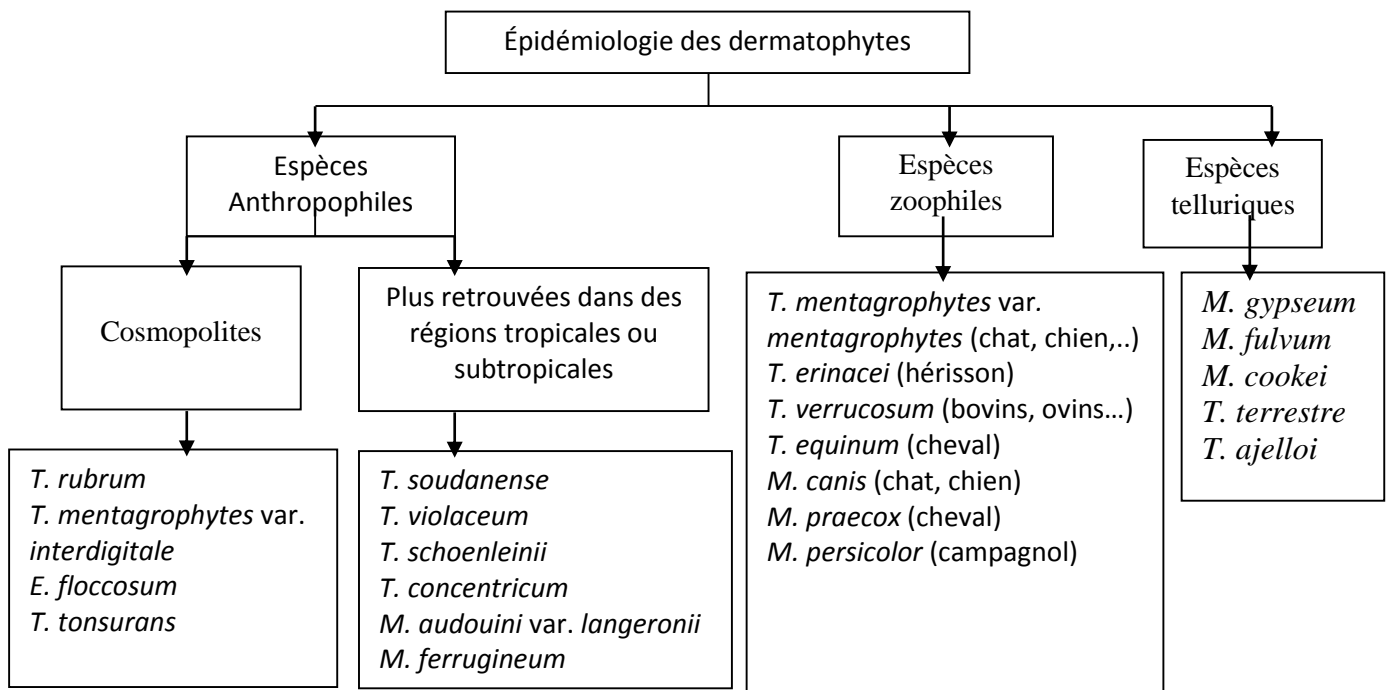 Épidémiologie des dermatophytes
Espèces
Anthropophiles
Espèces
zoophiles
Espèces
telluriques
Cosmopolites
Plus retrouvées dans des
régions tropicales ou
subtropicales
T. rubrum
T. mentagrophytes var.
interdigitale
E. floccosum
T. tonsurans
T. soudanense
T. violaceum
T. schoenleinii
T. concentricum
M. audouini var. langeronii
M. ferrugineum
T. mentagrophytes var.
mentagrophytes (chat, chien,..)
T. erinacei (hérisson)
T. verrucosum (bovins, ovins…)
T. equinum (cheval)
M. canis (chat, chien)
M. praecox (cheval)
M. persicolor (campagnol)
M. gypseum
M. fulvum
M. cookei
T. terrestre
T. ajelloi